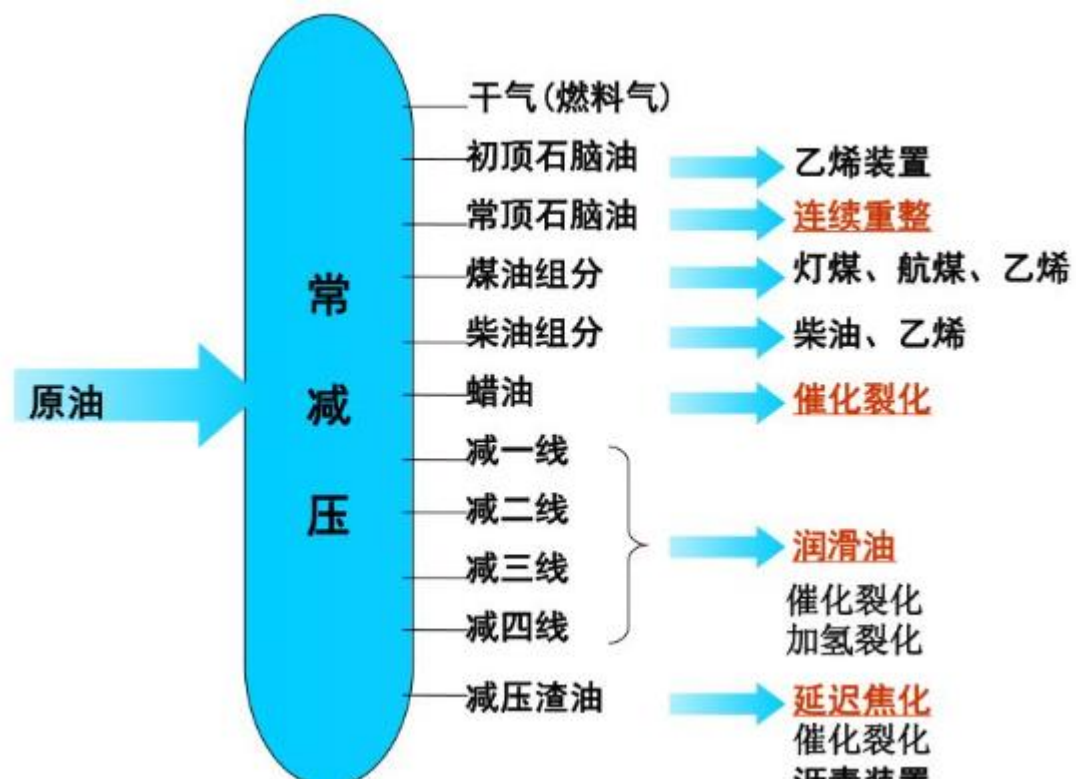 干气(燃料气)
初顶石脑油
乙烯装置
常顶石脑油
连续重整
煤油组分
灯煤、航煤、乙烯
柴油组分
柴油、乙烯
蜡油
催化裂化
常
减
压
原油
减一线
减二线
减三线
减四线
润滑油
催化裂化
加氢裂化
减压渣油
延迟焦化
催化裂化
沥青装置